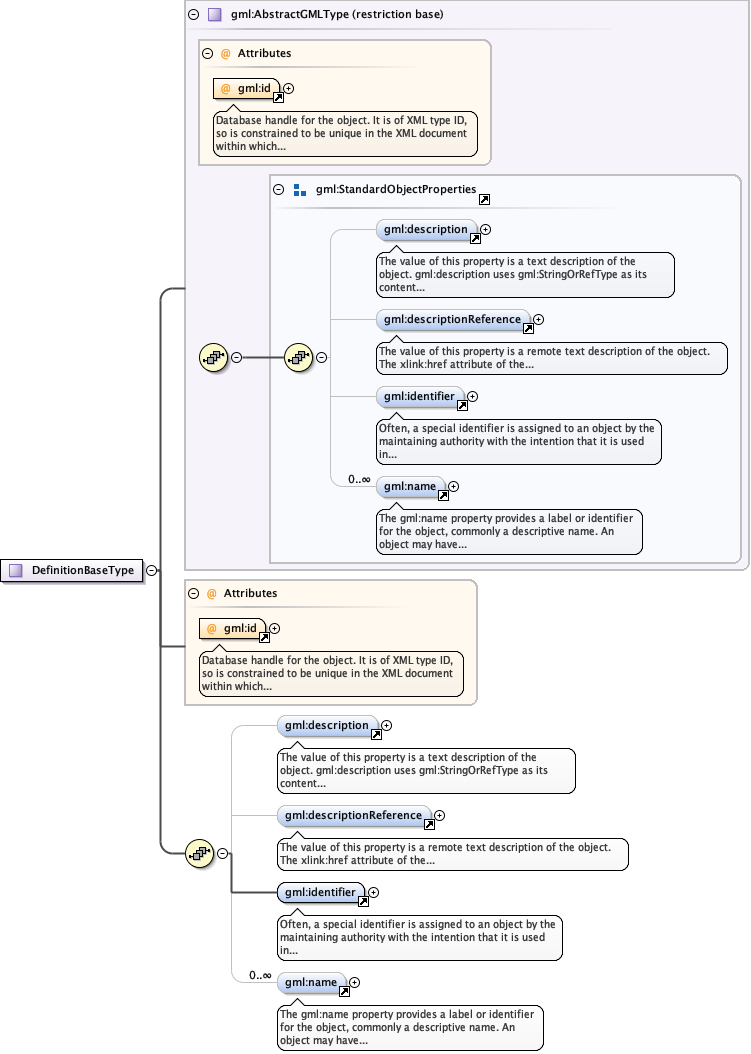 gml:AbstractGMLType (restriction base)
@ Attributes
@ gml:id
Database handle for the object. It is of XML type ID,
so is constrained to be unique in the XML document
within which...
gml:StandardObjectProperties
gml:description
The value of this property is a text description of the
object. gml:description uses gml:StringOrRefType as its
content...
gml:descriptionReference
The value of this property is a remote text description of the object.
The xlink:href attribute of the...
gml:identifier
Often, a special identifier is assigned to an object by the
maintaining authority with the intention that it is used
in...
0..∞
gml:name
The gml:name property provides a label or identifier
for the object, commonly a descriptive name. An
object may have...
DefinitionBaseType
@ Attributes
@ gml:id
Database handle for the object. It is of XML type ID,
so is constrained to be unique in the XML document
within which...
gml:description
The value of this property is a text description of the
object. gml:description uses gml:StringOrRefType as its
content...
gml:descriptionReference
The value of this property is a remote text description of the object.
The xlink:href attribute of the...
gml:identifier
Often, a special identifier is assigned to an object by the
maintaining authority with the intention that it is used
in...
0..∞
gml:name
The gml:name property provides a label or identifier
for the object, commonly a descriptive name. An
object may have...